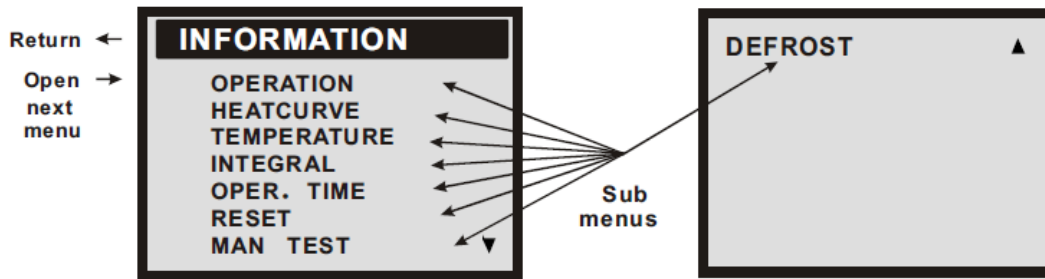 Return ←
Open →
next
menu
INFORMATION
OPERATION
HEATCURVE
TEMPERATURE
INTEGRAL
OPER. TIME
RESET
MAN TEST ▼
Sub
menus
DEFROST ▲